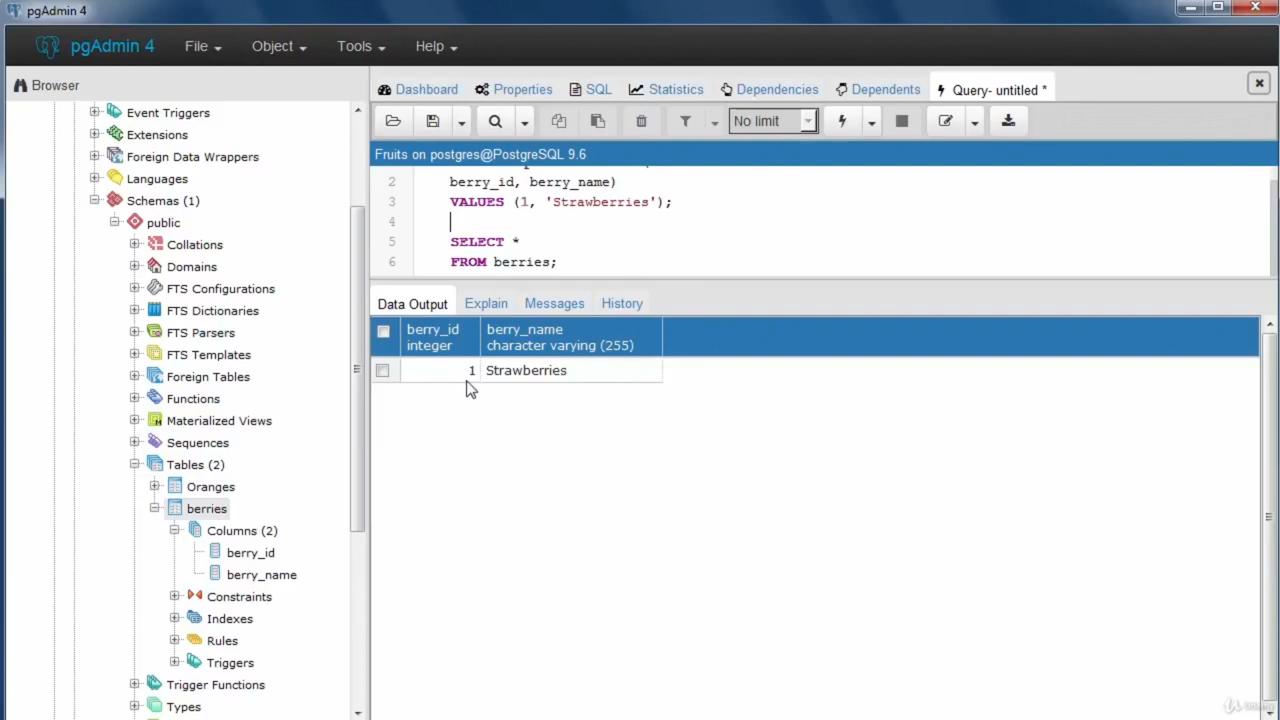 pgAdmin 4
pgAdmin 4 File Object Tools Help
Browser
Event Triggers
Extensions
Foreign Data Wrappers
Languages
Schemas (1)
public
Collations
Domains
FTS Configurations
FTS Dictionaries
FTS Parsers
FTS Templates
Foreign Tables
Functions
Materialized Views
Sequences
Tables (2)
Oranges
berries
Columns (2)
berry_id
berry_name
Constraints
Indexes
Rules
Triggers
Trigger Functions
Types
Dashboard Properties SQL Statistics Dependencies Dependents Query- untitled *
No limit
Fruits on postgres@PostgreSQL 9.6
2 berry_id, berry_name)
3 VALUES (1, 'Strawberries');
4
5 SELECT *
6 FROM berries;
Data Output Explain Messages History
berry_id berry_name
integer character varying (255)
1 Strawberries